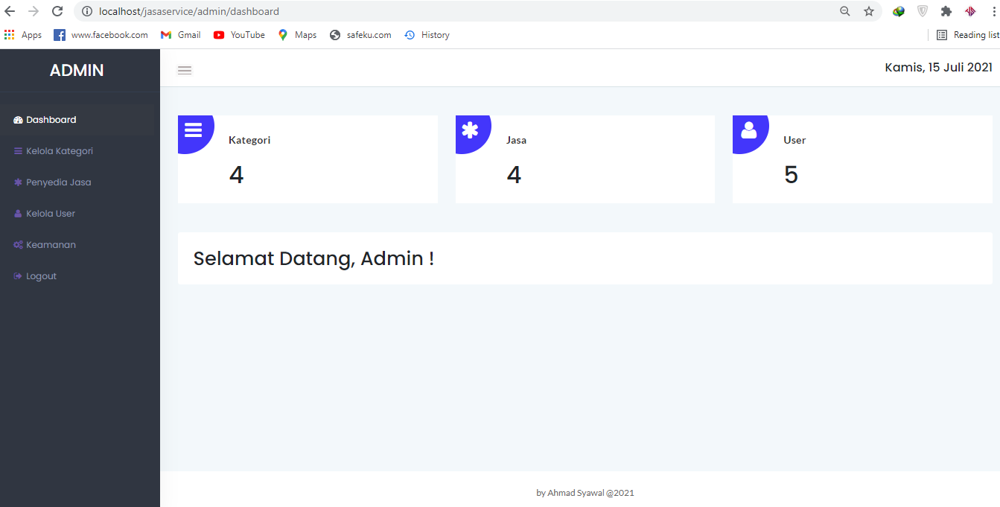 localhost/jasaservice/admin/dashboard
Apps www.facebook.com Gmail YouTube Maps safeku.com History Reading list
ADMIN
Kamis, 15 Juli 2021
Dashboard
Kelola Kategori
Penyedia Jasa
Kelola User
Keamanan
Logout
Kategori
4
Jasa
4
User
5
Selamat Datang, Admin !
by Ahmad Syawal @2021